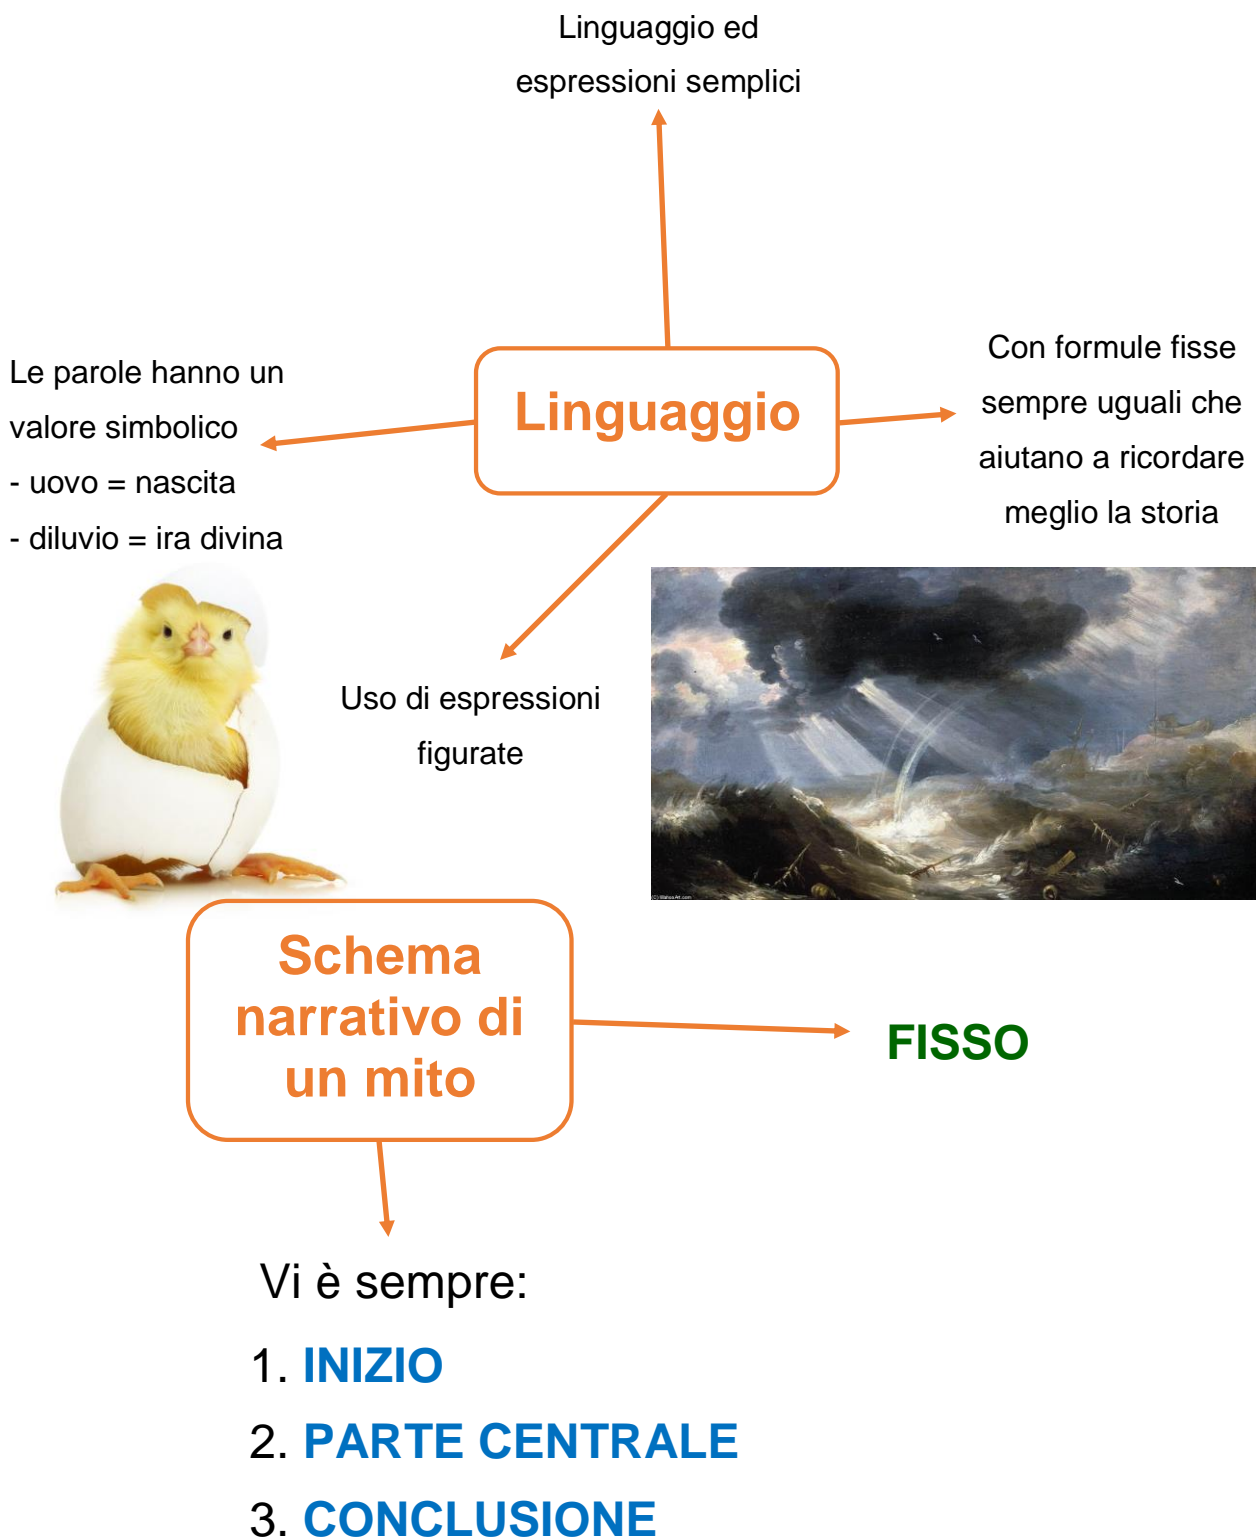 Linguaggio ed
espressioni semplici
Le parole hanno un
valore simbolico
- uovo = nascita
- diluvio = ira divina
Linguaggio
Con formule fisse
sempre uguali che
aiutano a ricordare
meglio la storia
Uso di espressioni
figurate
(C) WahooArt.com
Schema
narrativo di
un mito
FISSO
Vi è sempre:
1. INIZIO
2. PARTE CENTRALE
3. CONCLUSIONE